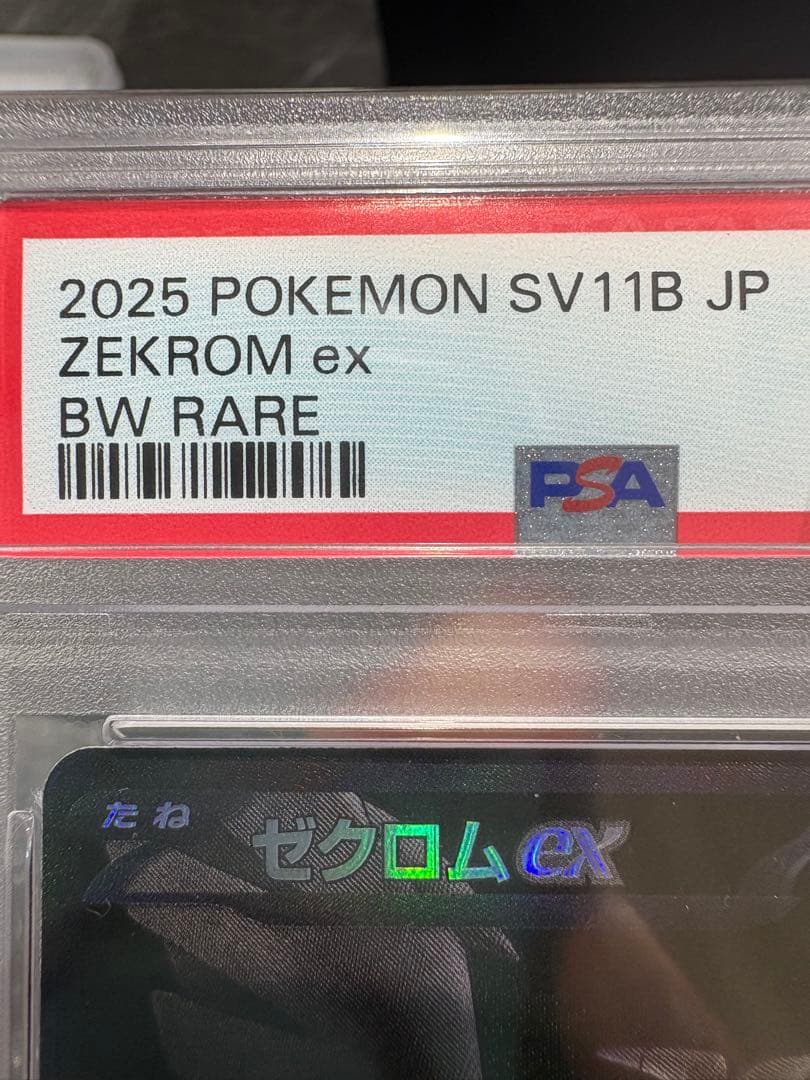 2025 POKEMON SV11B JP
ZEKROM ex
BW RARE
PSA
たね
ゼクロムex